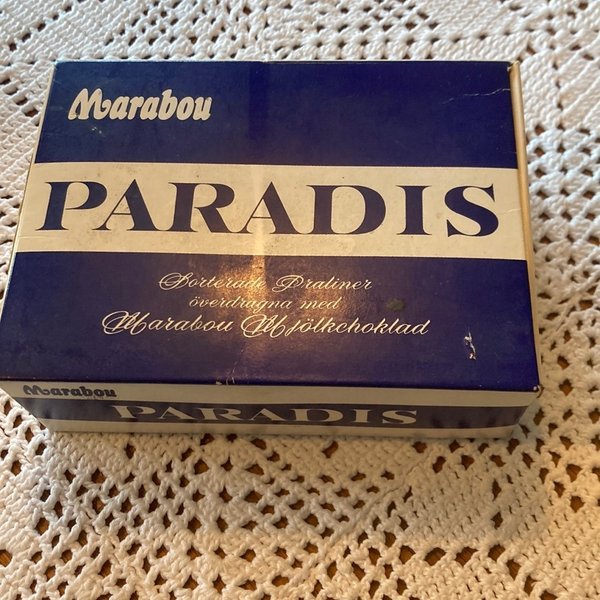 Marabou
PARADIS
Sorterade Praliner
överdragna med
Marabou Mjölkchoklad
Marabou
PARADIS